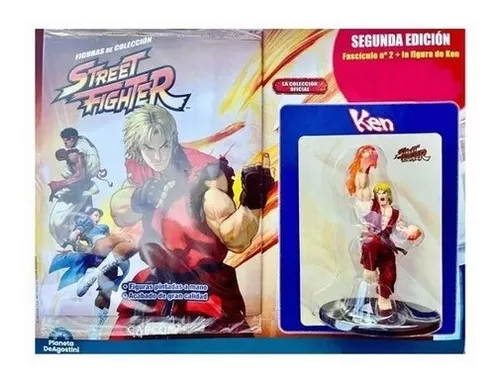 FIGURAS DE COLECCIÓN
STREET
FIGHTER
SEGUNDA EDICIÓN
Fascículo nº 2 + la figura de Ken
LA COLECCIÓN
OFICIAL
Ken
STREET
FIGHTER
Figuras pintadas a mano
Acabado de gran calidad
Planeta
DeAgostini